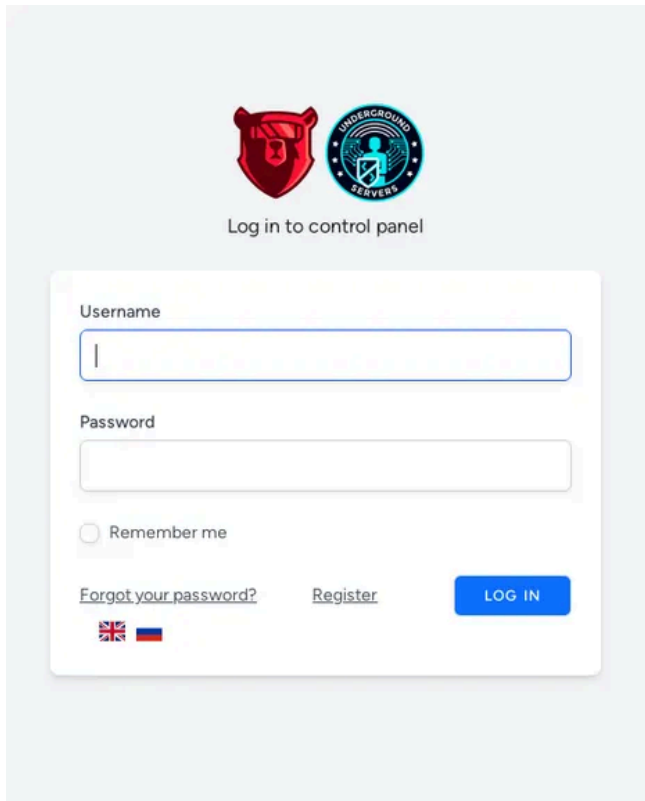 UNDERGROUND
SERVERS
Log in to control panel
Username
Password
Remember me
Forgot your password? Register LOG IN